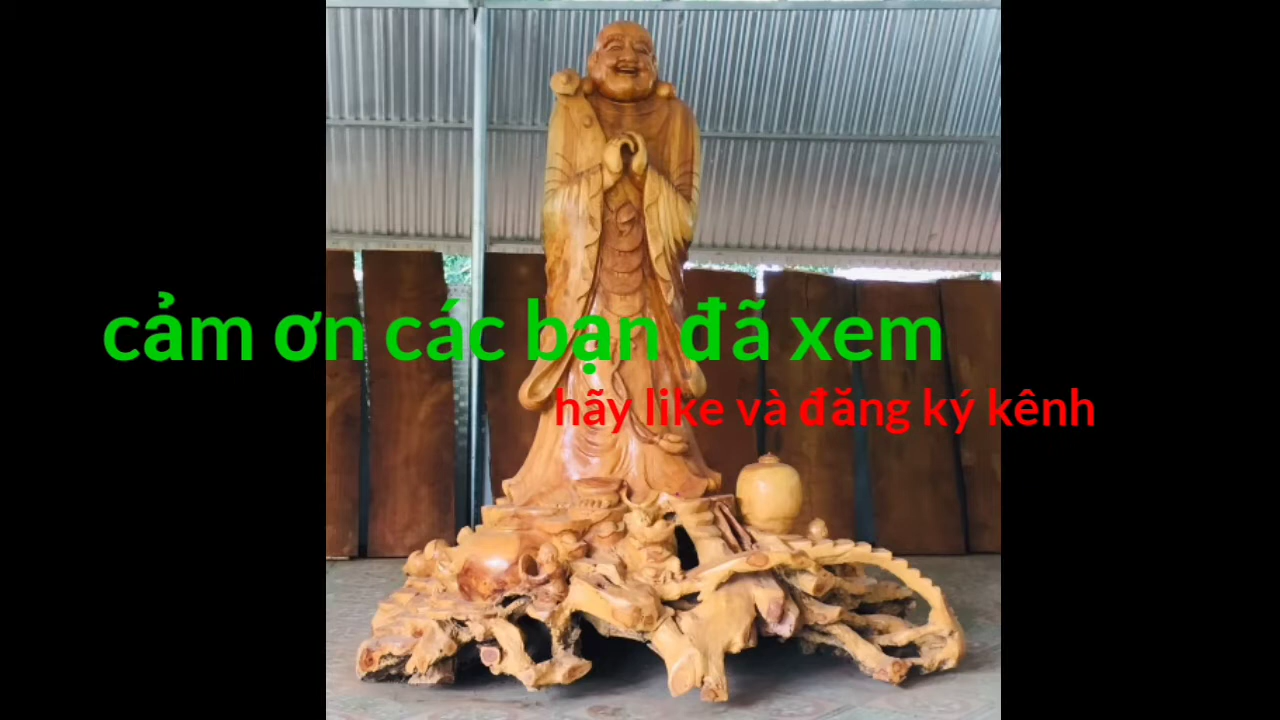 cảm ơn các bạn đã xem
hãy like và đăng ký kênh